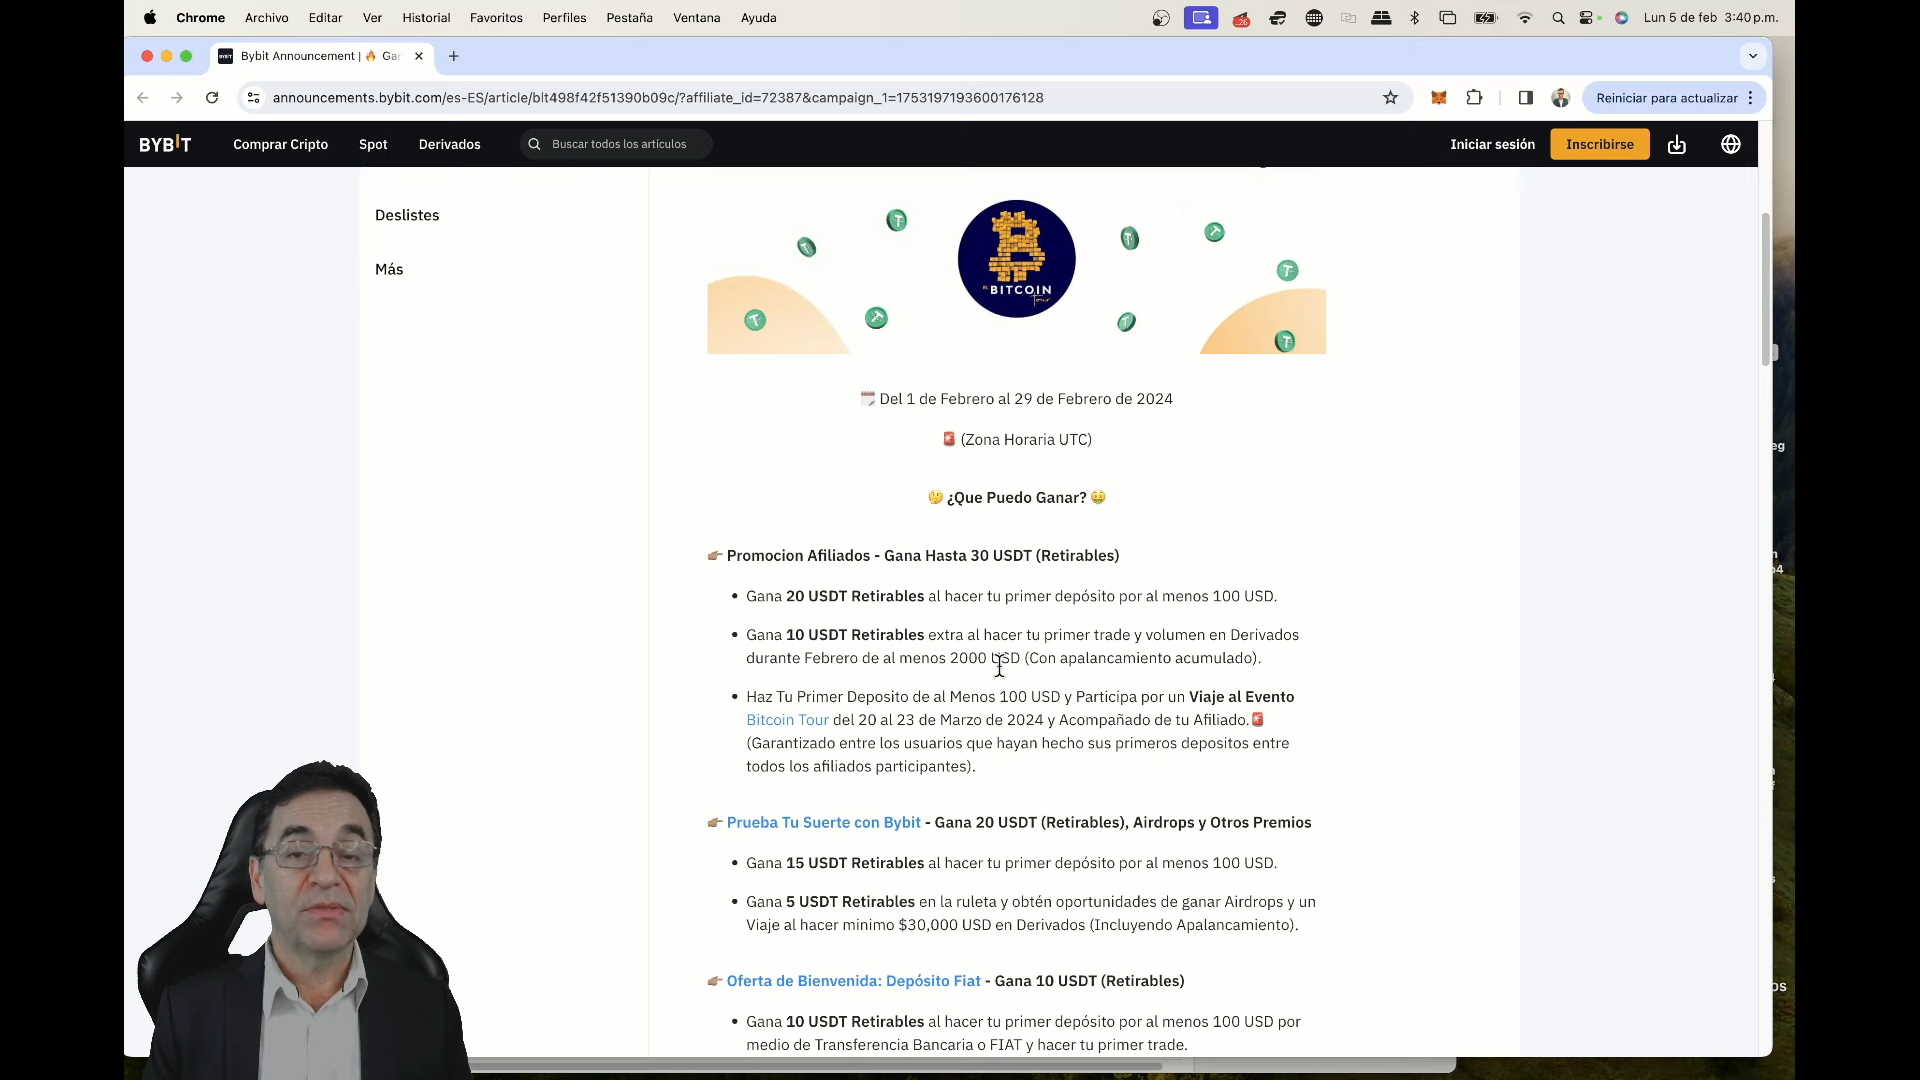 Chrome Archivo Editar Ver Historial Favoritos Perfiles Pestaña Ventana Ayuda Lun 5 de feb 3:40 p.m.
Bybit Announcement | 🔥 Gan
announcements.bybit.com/es-ES/article/blt498f42f51390b09c/?affiliate_id=72387&campaign_1=1753197193600176128 Reiniciar para actualizar
BYBIT Comprar Cripto Spot Derivados Buscar todos los artículos Iniciar sesión Inscribirse
Deslistes
Más
EL BITCOIN
Tour
🗓️ Del 1 de Febrero al 29 de Febrero de 2024
🚨 (Zona Horaria UTC)
🤔 ¿Que Puedo Ganar? 🤑
👉🏽 Promocion Afiliados - Gana Hasta 30 USDT (Retirables)
• Gana 20 USDT Retirables al hacer tu primer depósito por al menos 100 USD.
• Gana 10 USDT Retirables extra al hacer tu primer trade y volumen en Derivados
durante Febrero de al menos 2000 USD (Con apalancamiento acumulado).
• Haz Tu Primer Deposito de al Menos 100 USD y Participa por un Viaje al Evento
Bitcoin Tour del 20 al 23 de Marzo de 2024 y Acompañado de tu Afiliado.🚨
(Garantizado entre los usuarios que hayan hecho sus primeros depositos entre
todos los afiliados participantes).
👉🏽 Prueba Tu Suerte con Bybit - Gana 20 USDT (Retirables), Airdrops y Otros Premios
• Gana 15 USDT Retirables al hacer tu primer depósito por al menos 100 USD.
• Gana 5 USDT Retirables en la ruleta y obtén oportunidades de ganar Airdrops y un
Viaje al hacer minimo $30,000 USD en Derivados (Incluyendo Apalancamiento).
👉🏽 Oferta de Bienvenida: Depósito Fiat - Gana 10 USDT (Retirables)
• Gana 10 USDT Retirables al hacer tu primer depósito por al menos 100 USD por
medio de Transferencia Bancaria o FIAT y hacer tu primer trade.